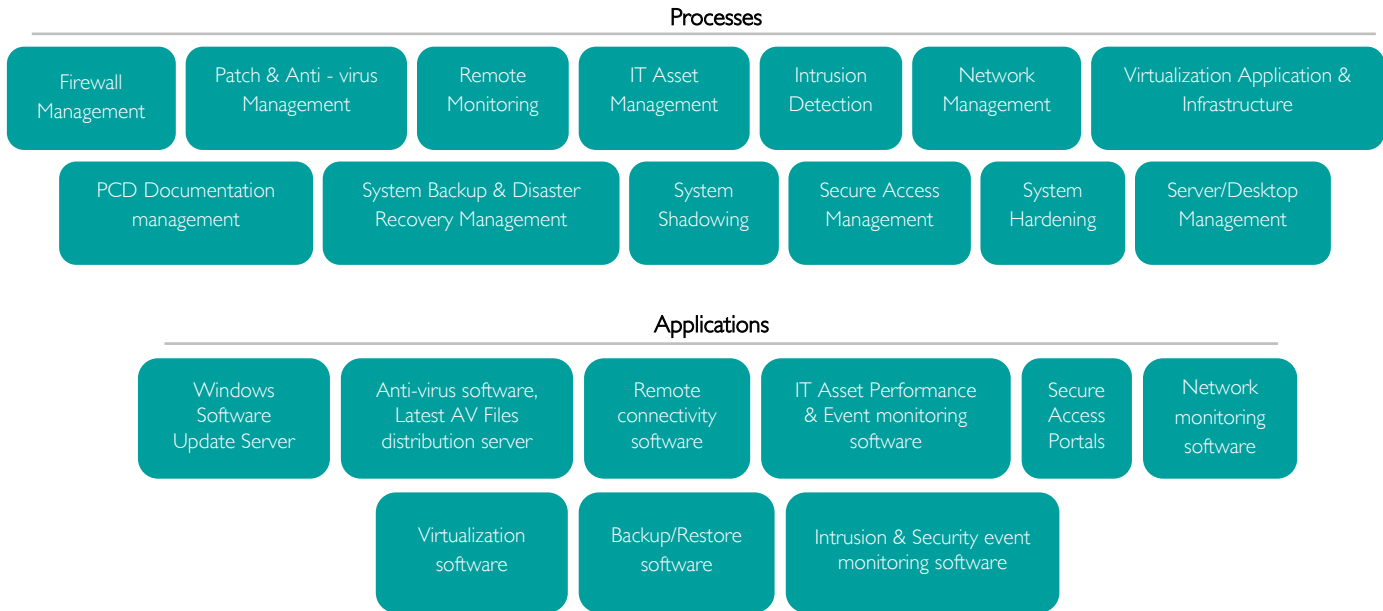 Processes
Firewall
Management
Patch & Anti - virus
Management
Remote
Monitoring
IT Asset
Management
Intrusion
Detection
Network
Management
Virtualization Application &
Infrastructure
PCD Documentation
management
System Backup & Disaster
Recovery Management
System
Shadowing
Secure Access
Management
System
Hardening
Server/Desktop
Management
Applications
Windows
Software
Update Server
Anti-virus software,
Latest AV Files
distribution server
Remote
connectivity
software
IT Asset Performance
& Event monitoring
software
Secure
Access
Portals
Network
monitoring
software
Virtualization
software
Backup/Restore
software
Intrusion & Security event
monitoring software